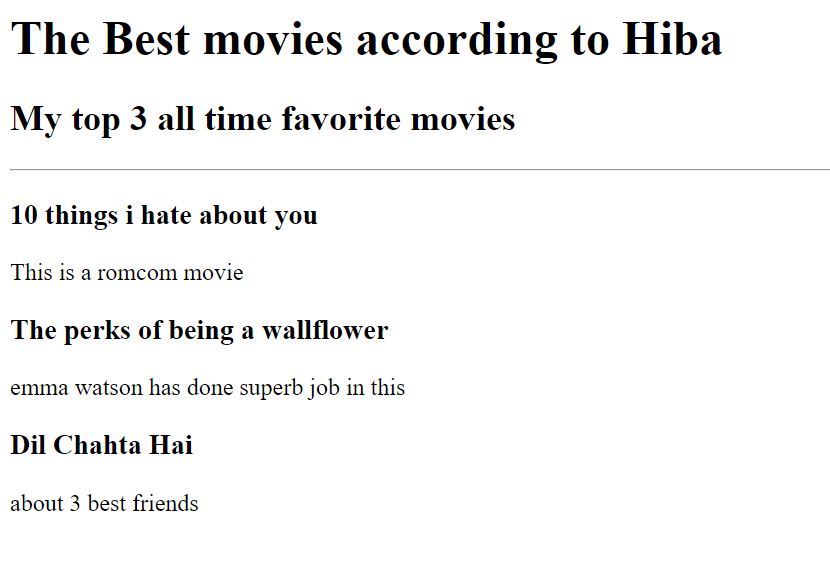 The Best movies according to Hiba
My top 3 all time favorite movies
10 things i hate about you
This is a romcom movie
The perks of being a wallflower
emma watson has done superb job in this
Dil Chahta Hai
about 3 best friends